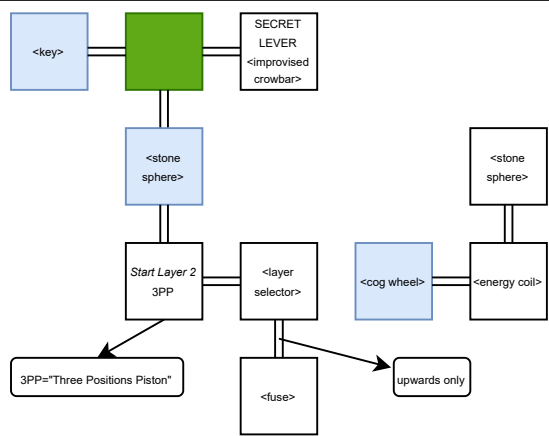 <key>
SECRET
LEVER
<improvised
crowbar>
<stone
sphere>
<stone
sphere>
Start Layer 2
3PP
<layer
selector>
<cog wheel>
<energy coil>
3PP="Three Positions Piston"
<fuse>
upwards only